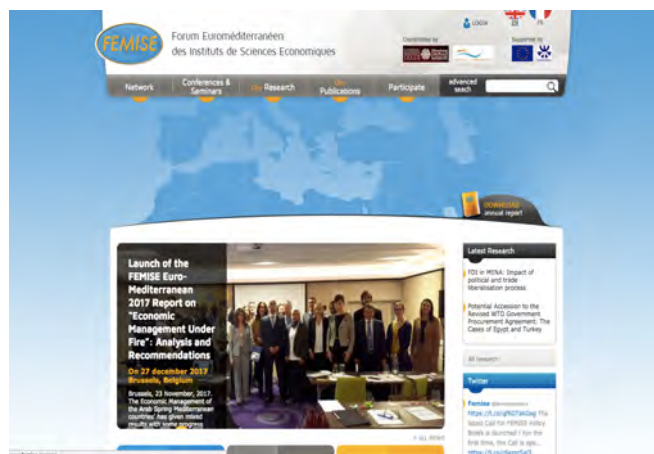 FEMISE
Forum Euroméditerranéen
des Instituts de Sciences Economiques
LOGIN
EN
FR
Coordinated by
Supported by
Network
Conferences &
Seminars
Research
Publications
Participate
advanced
seach
DOWNLOAD
annual report
Launch of the
FEMISE Euro-
Mediterranean
2017 Report on
"Economic
Management Under
Fire": Analysis and
Recommendations
On 27 december 2017
Brussels, Belgium
Brussels, 23 November, 2017.
The Economic Management of
the Arab Spring Mediterranean
countries' has given mixed
results with some progress
Latest Research
FDI in MENA: Impact of
political and trade
liberalisation process
Potential Accession to the
Revised WTO Government
Procurement Agreement: The
Cases of Egypt and Turkey
All research
Twitter
Femise
The
latest Call for FEMISE Policy
Briefs is launched ! For the
first time, the Call is ope...
> ALL NEWS